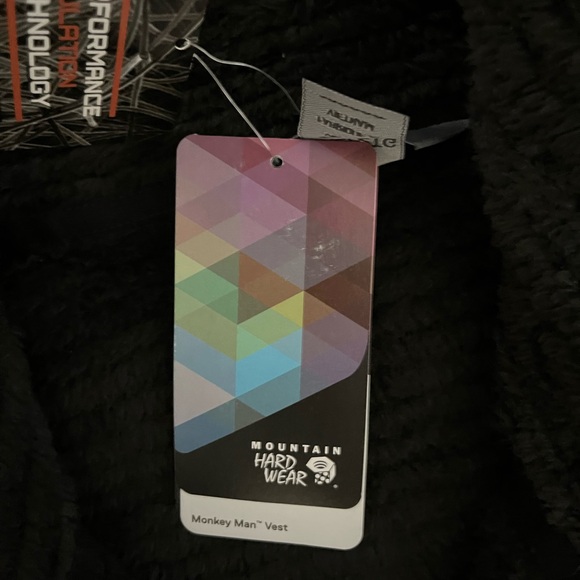 FORMANCE
ULATION
HNOLOGY
MOUNTAIN
HARD
WEAR
Monkey Man™ Vest